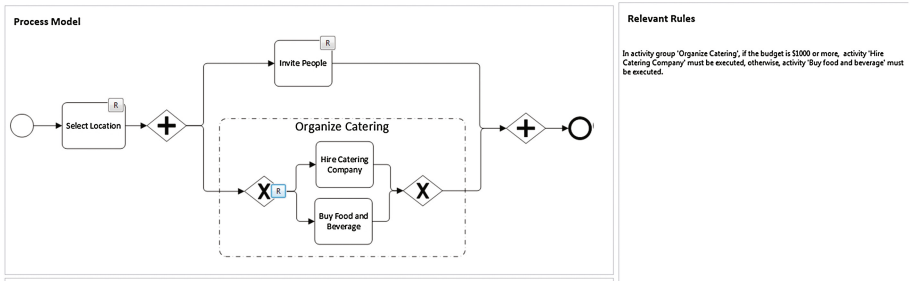 Process Model
Relevant Rules
In activity group 'Organize Catering', if the budget is $1000 or more, activity 'Hire
Catering Company' must be executed, otherwise, activity 'Buy food and beverage' must
be executed.
R
Invite People
R
Select Location
Organize Catering
Hire Catering
Company
X
R
X
Buy Food and
Beverage